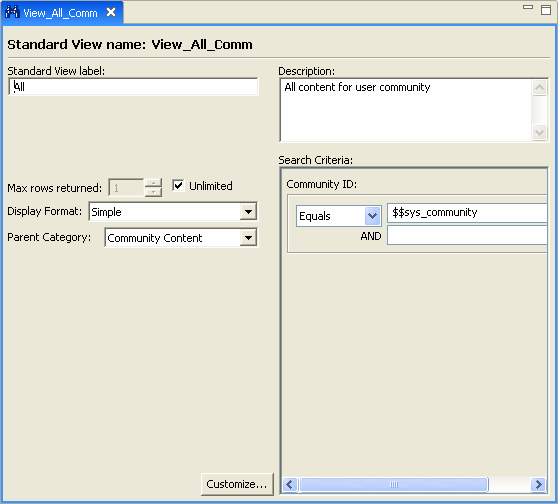 View_All_Comm
Standard View name: View_All_Comm
Standard View label:
All
Description:
All content for user community
Max rows returned: 1 Unlimited
Display Format: Simple
Parent Category: Community Content
Search Criteria:
Community ID:
Equals $$sys_community
AND
Customize...